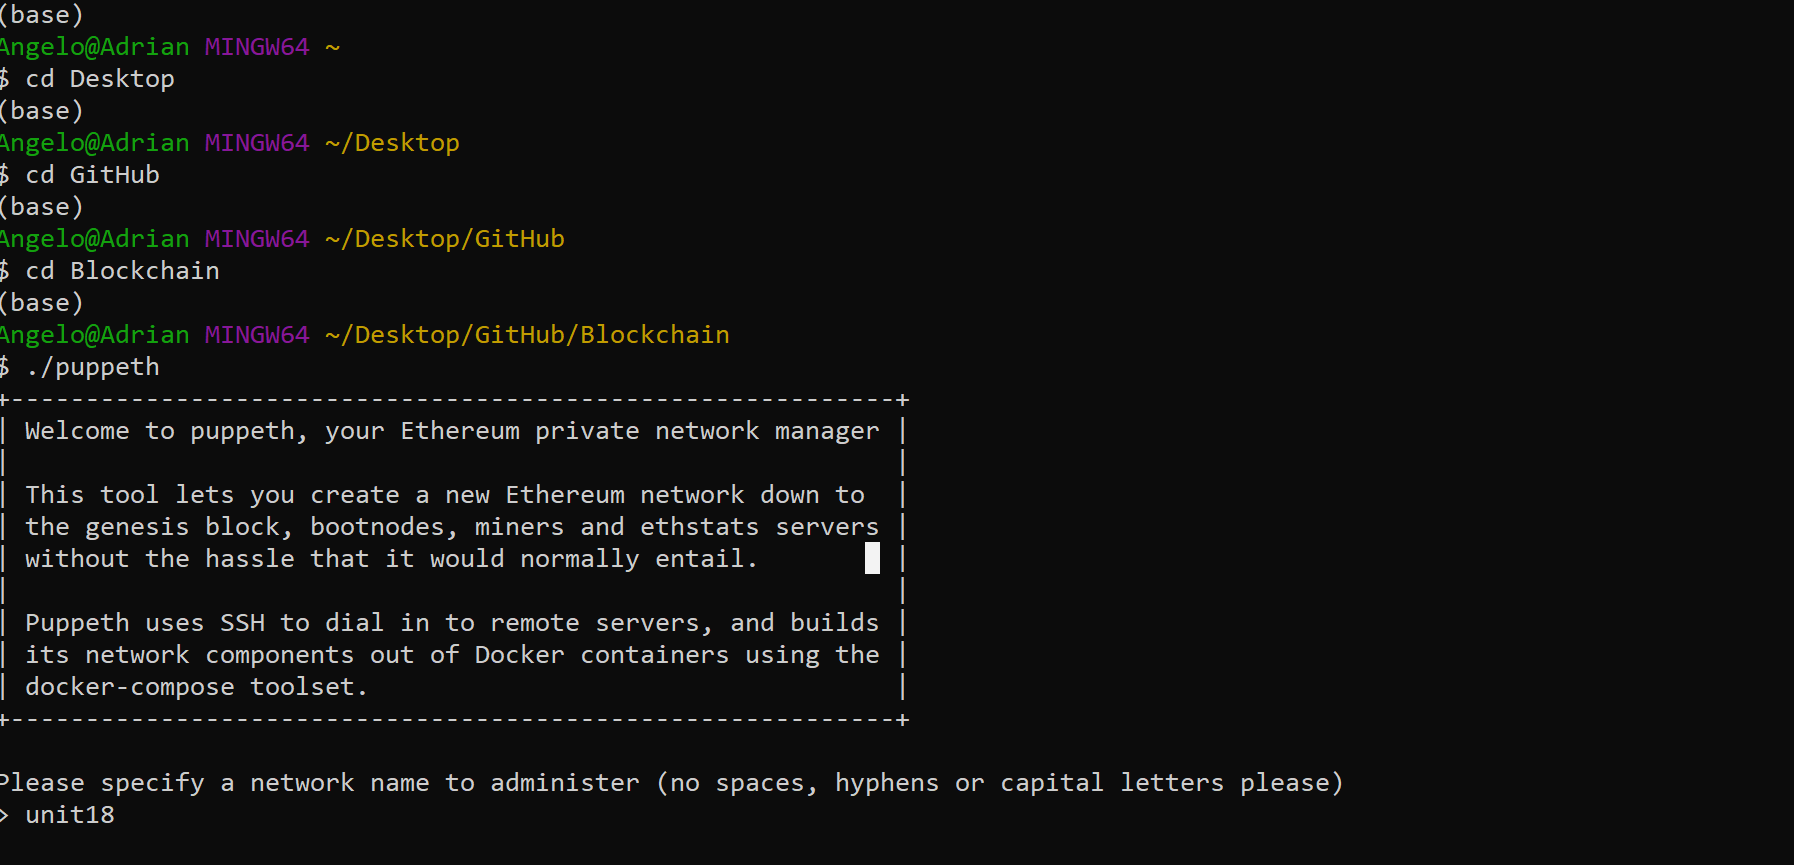 (base)
Angelo@Adrian MINGW64 ~
$ cd Desktop
(base)
Angelo@Adrian MINGW64 ~/Desktop
$ cd GitHub
(base)
Angelo@Adrian MINGW64 ~/Desktop/GitHub
$ cd Blockchain
(base)
Angelo@Adrian MINGW64 ~/Desktop/GitHub/Blockchain
$ ./puppeth
+-----------------------------------------------------------+
| Welcome to puppeth, your Ethereum private network manager |
|                                                           |
| This tool lets you create a new Ethereum network down to  |
| the genesis block, bootnodes, miners and ethstats servers |
| without the hassle that it would normally entail.         |
|                                                           |
| Puppeth uses SSH to dial in to remote servers, and builds |
| its network components out of Docker containers using the |
| docker-compose toolset.                                   |
+-----------------------------------------------------------+
Please specify a network name to administer (no spaces, hyphens or capital letters please)
> unit18